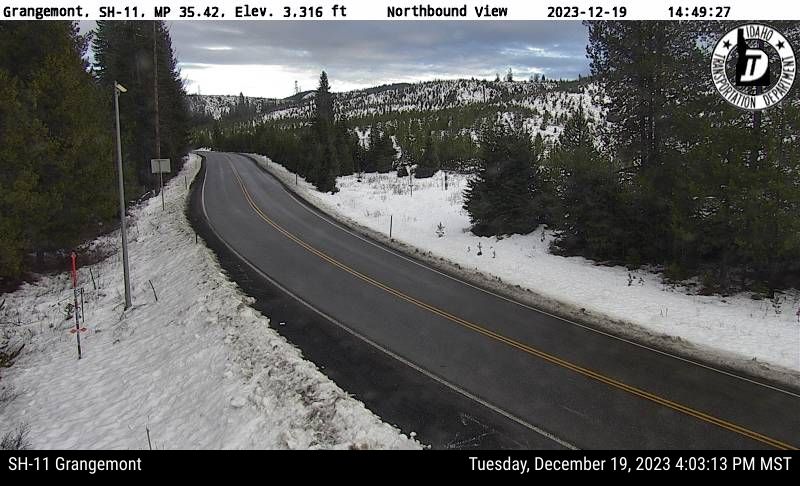 Grangemont, SH-11, MP 35.42, Elev. 3,316 ft Northbound View 2023-12-19 14:49:27
IDAHO
TRANSPORTATION DEPARTMENT
SH-11 Grangemont Tuesday, December 19, 2023 4:03:13 PM MST